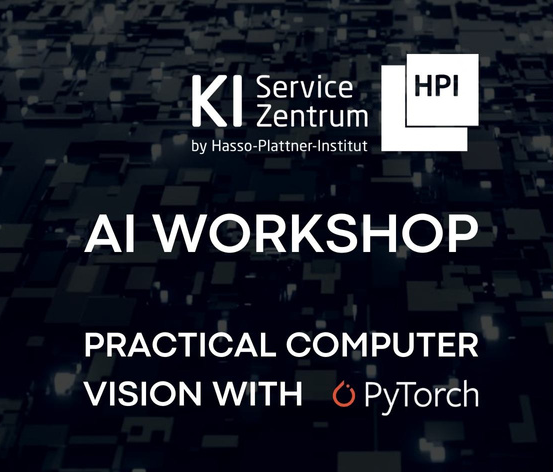 KI Service
Zentrum
by Hasso-Plattner-Institut
HPI
AI WORKSHOP
PRACTICAL COMPUTER
VISION WITH PyTorch